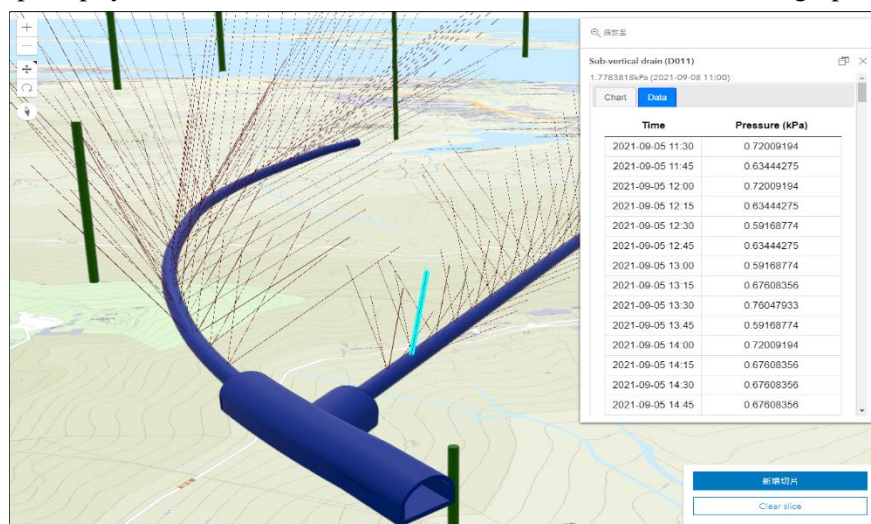 縮放至
Sub-vertical drain (D011)
1.7783818kPa (2021-09-08 11:00)
Chart Data
Time Pressure (kPa)
2021-09-05 11:30 0.72009194
2021-09-05 11:45 0.63444275
2021-09-05 12:00 0.72009194
2021-09-05 12:15 0.63444275
2021-09-05 12:30 0.59168774
2021-09-05 12:45 0.63444275
2021-09-05 13:00 0.59168774
2021-09-05 13:15 0.67608356
2021-09-05 13:30 0.76047933
2021-09-05 13:45 0.59168774
2021-09-05 14:00 0.72009194
2021-09-05 14:15 0.67608356
2021-09-05 14:30 0.67608356
2021-09-05 14:45 0.67608356
新增切片
Clear slice